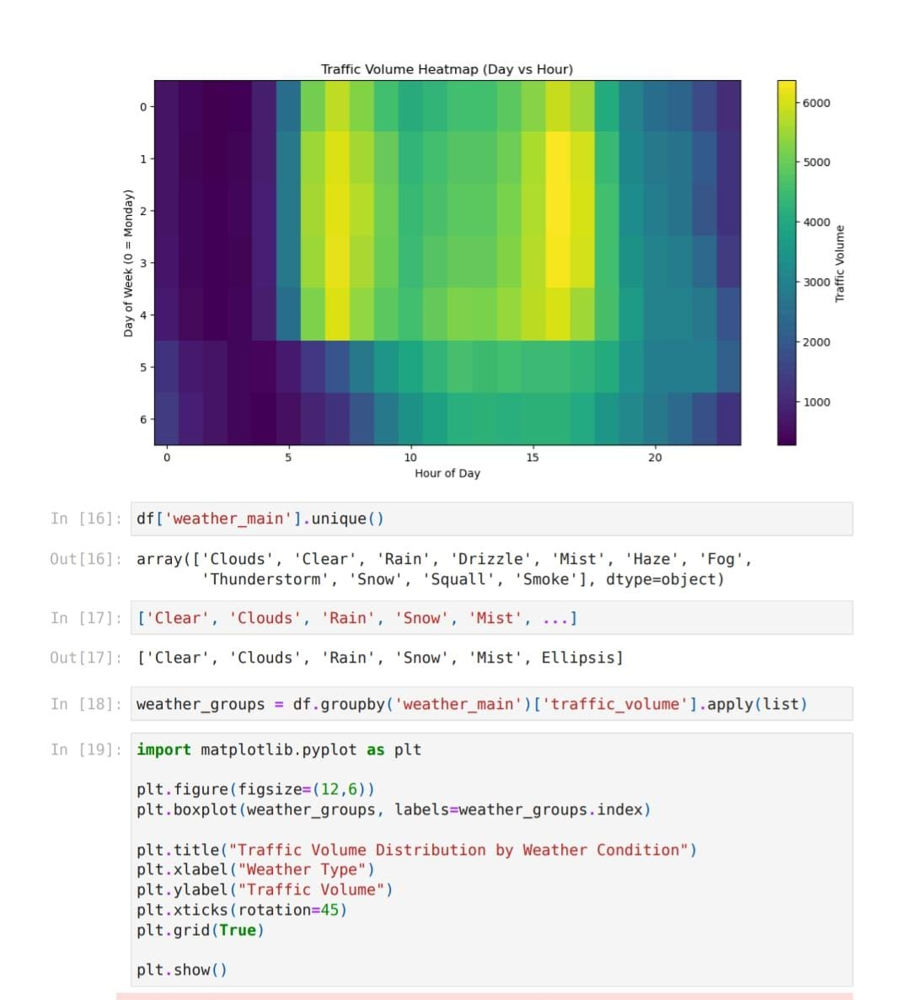 Traffic Volume Heatmap (Day vs Hour)
0
1
2
3
4
5
6
Day of Week (0 = Monday)
0 5 10 15 20
Hour of Day
6000
5000
4000
3000
2000
1000
Traffic Volume
In [16]: df['weather_main'].unique()
Out[16]: array(['Clouds', 'Clear', 'Rain', 'Drizzle', 'Mist', 'Haze', 'Fog',
'Thunderstorm', 'Snow', 'Squall', 'Smoke'], dtype=object)
In [17]: ['Clear', 'Clouds', 'Rain', 'Snow', 'Mist', ...]
Out[17]: ['Clear', 'Clouds', 'Rain', 'Snow', 'Mist', Ellipsis]
In [18]: weather_groups = df.groupby('weather_main')['traffic_volume'].apply(list)
In [19]: import matplotlib.pyplot as plt
plt.figure(figsize=(12,6))
plt.boxplot(weather_groups, labels=weather_groups.index)
plt.title("Traffic Volume Distribution by Weather Condition")
plt.xlabel("Weather Type")
plt.ylabel("Traffic Volume")
plt.xticks(rotation=45)
plt.grid(True)
plt.show()